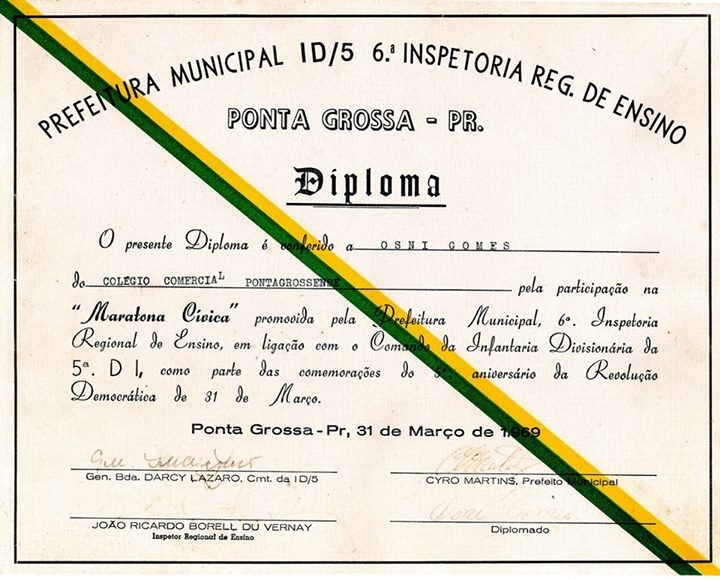 PREFEITURA MUNICIPAL ID/5 6.ª INSPETORIA REG. DE ENSINO
PONTA GROSSA - PR.
Diploma
O presente Diploma é conferido a OSNI GOMES
do COLÉGIO COMERCIAL PONTAGROSSENSE pela participação na
"Maratona Cívica" promovida pela Prefeitura Municipal, 6ª. Inspetoria
Regional de Ensino, em ligação com o Comando da Infantaria Divisionária da
5ª. D I, como parte das comemorações do 5º. aniversário da Revolução
Democrática de 31 de Março.
Ponta Grossa - Pr, 31 de Março de 1.969
Gen. Bda. DARCY LAZARO, Cmt. da ID/5
CYRO MARTINS, Prefeito Municipal
JOÃO RICARDO BORELL DU VERNAY
Inspetor Regional de Ensino
Diplomado